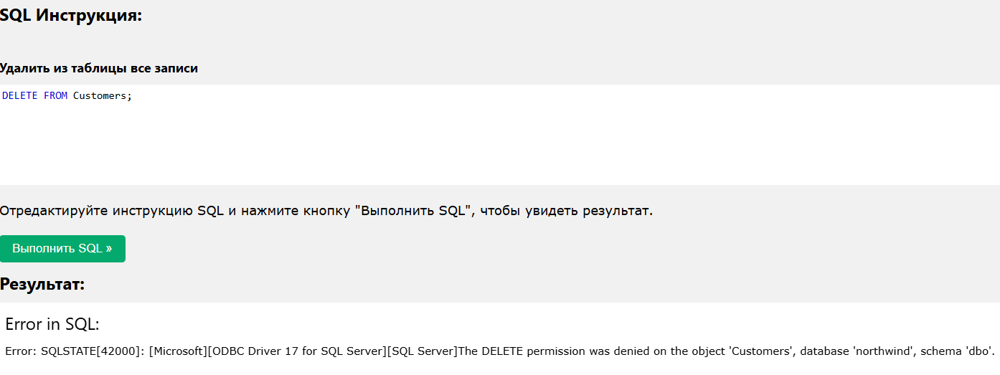 SQL Инструкция:
Удалить из таблицы все записи
DELETE FROM Customers;
Отредактируйте инструкцию SQL и нажмите кнопку "Выполнить SQL", чтобы увидеть результат.
Выполнить SQL »
Результат:
Error in SQL:
Error: SQLSTATE[42000]: [Microsoft][ODBC Driver 17 for SQL Server][SQL Server]The DELETE permission was denied on the object 'Customers', database 'northwind', schema 'dbo'.